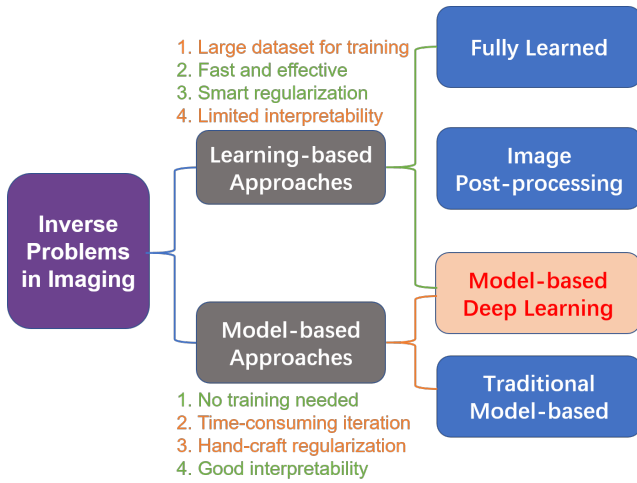 1. Large dataset for training
2. Fast and effective
3. Smart regularization
4. Limited interpretability
Fully Learned
Learning-based
Approaches
Image
Post-processing
Inverse
Problems
in Imaging
Model-based
Deep Learning
Model-based
Approaches
Traditional
Model-based
1. No training needed
2. Time-consuming iteration
3. Hand-craft regularization
4. Good interpretability